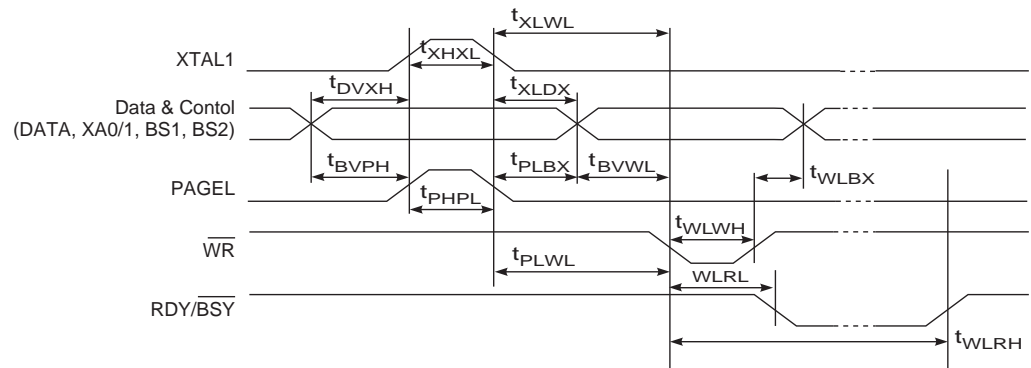 tXLWL
XTAL1
tXHXL
tDVXH
tXLDX
Data & Contol
(DATA, XA0/1, BS1, BS2)
tBVPH
tPLBX
tBVWL
tWLBX
PAGEL
tPHPL
tWLWH
WR
tPLWL
WLRL
RDY/BSY
tWLRH